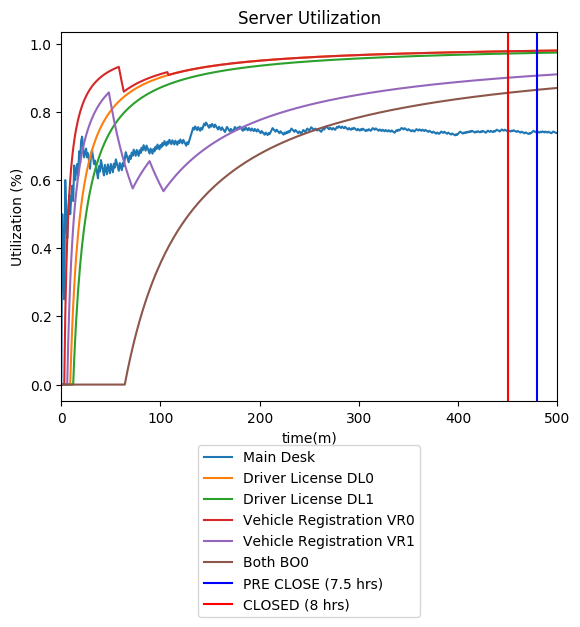 Server Utilization
Utilization (%)
1.0
0.8
0.6
0.4
0.2
0.0
0
100
200
300
400
500
time(m)
Main Desk
Driver License DL0
Driver License DL1
Vehicle Registration VR0
Vehicle Registration VR1
Both BO0
PRE CLOSE (7.5 hrs)
CLOSED (8 hrs)